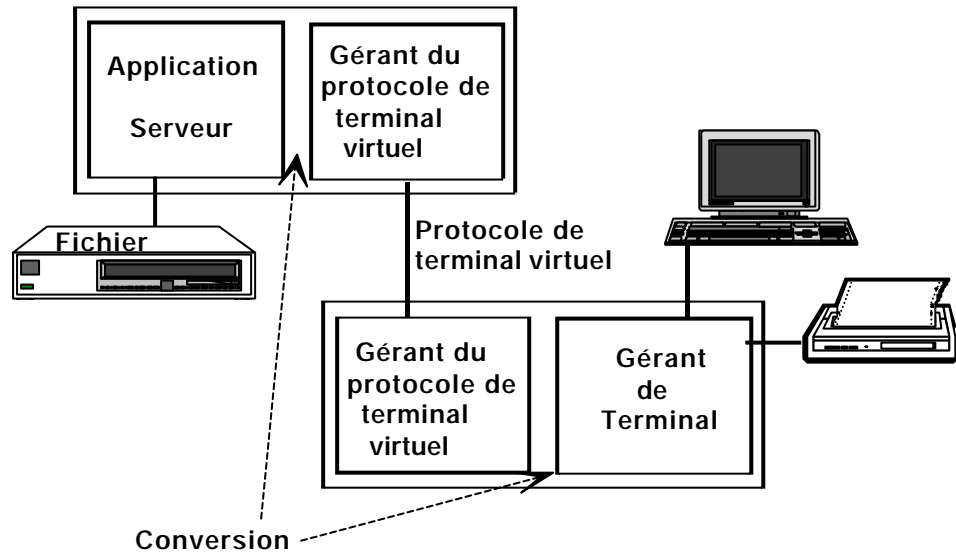 Application
Serveur
Gérant du
protocole de
terminal
virtuel
Fichier
Protocole de
terminal virtuel
Gérant du
protocole de
terminal
virtuel
Gérant
de
Terminal
Conversion